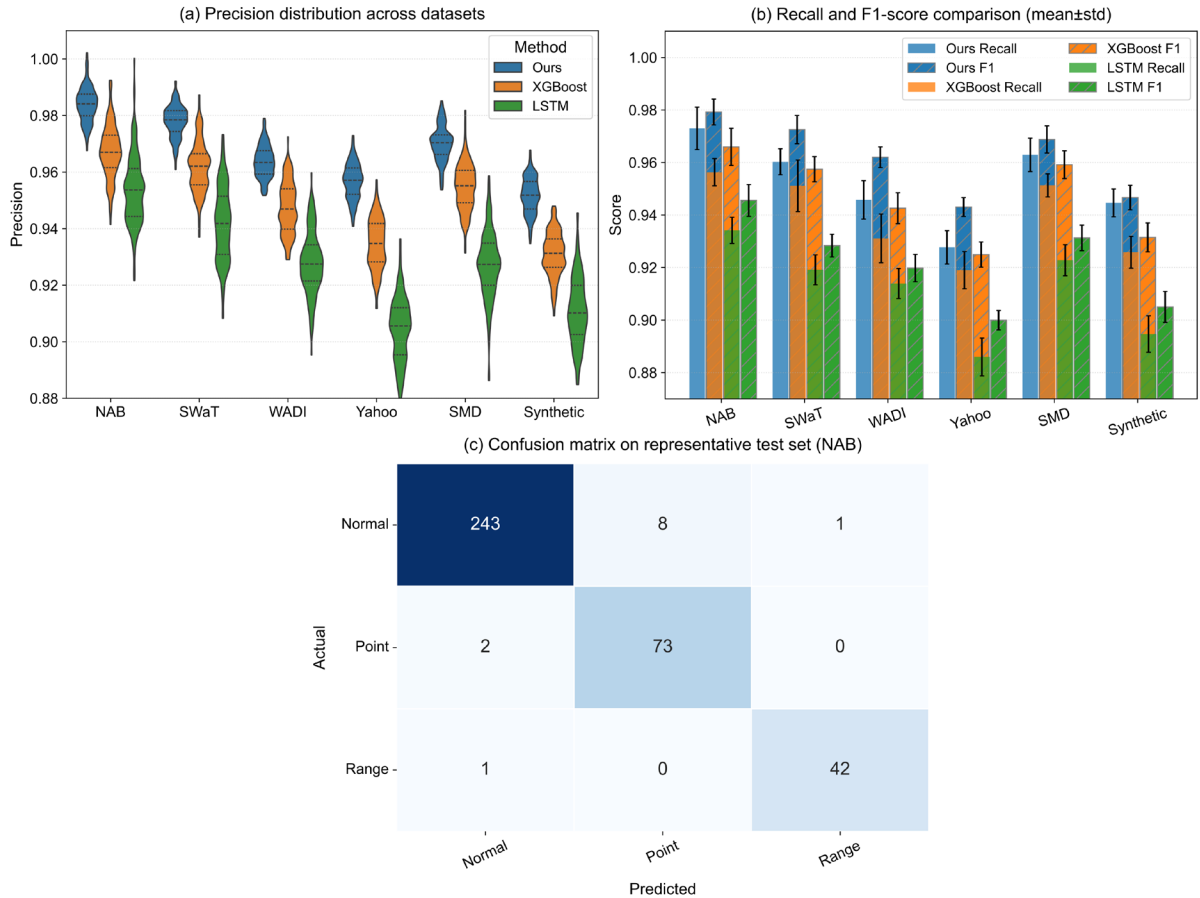 (a) Precision distribution across datasets
Precision
1.00
0.98
0.96
0.94
0.92
0.90
0.88
Method
Ours
XGBoost
LSTM
NAB
SWaT
WADI
Yahoo
SMD
Synthetic
(b) Recall and F1-score comparison (mean±std)
Score
1.00
0.98
0.96
0.94
0.92
0.90
0.88
Ours Recall
Ours F1
XGBoost Recall
XGBoost F1
LSTM Recall
LSTM F1
NAB
SWaT
WADI
Yahoo
SMD
Synthetic
(c) Confusion matrix on representative test set (NAB)
Actual
Normal
243
8
1
Point
2
73
0
Range
1
0
42
Normal
Point
Range
Predicted